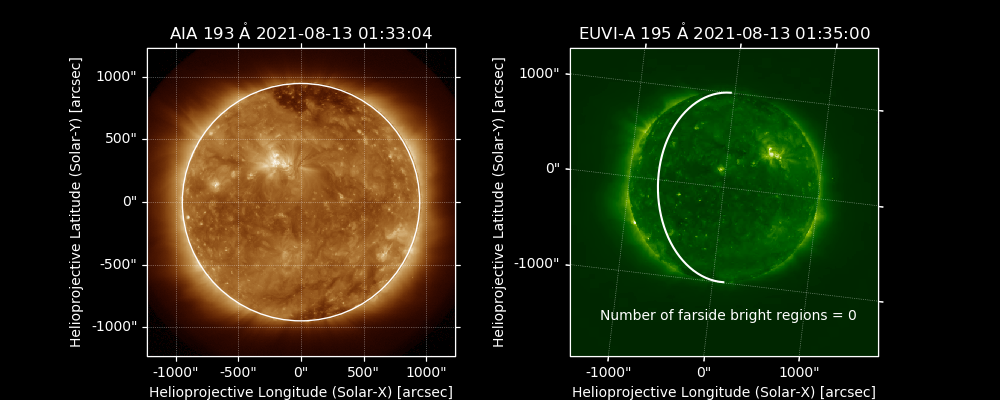 AIA 193 Å 2021-08-13 01:33:04
1000"
500"
0"
-500"
-1000"
-1000"
-500"
0"
500"
1000"
Helioprojective Longitude (Solar-X) [arcsec]
Helioprojective Latitude (Solar-Y) [arcsec]
EUVI-A 195 Å 2021-08-13 01:35:00
1000"
0"
-1000"
Number of farside bright regions = 0
-1000"
0"
1000"
Helioprojective Longitude (Solar-X) [arcsec]
Helioprojective Latitude (Solar-Y) [arcsec]